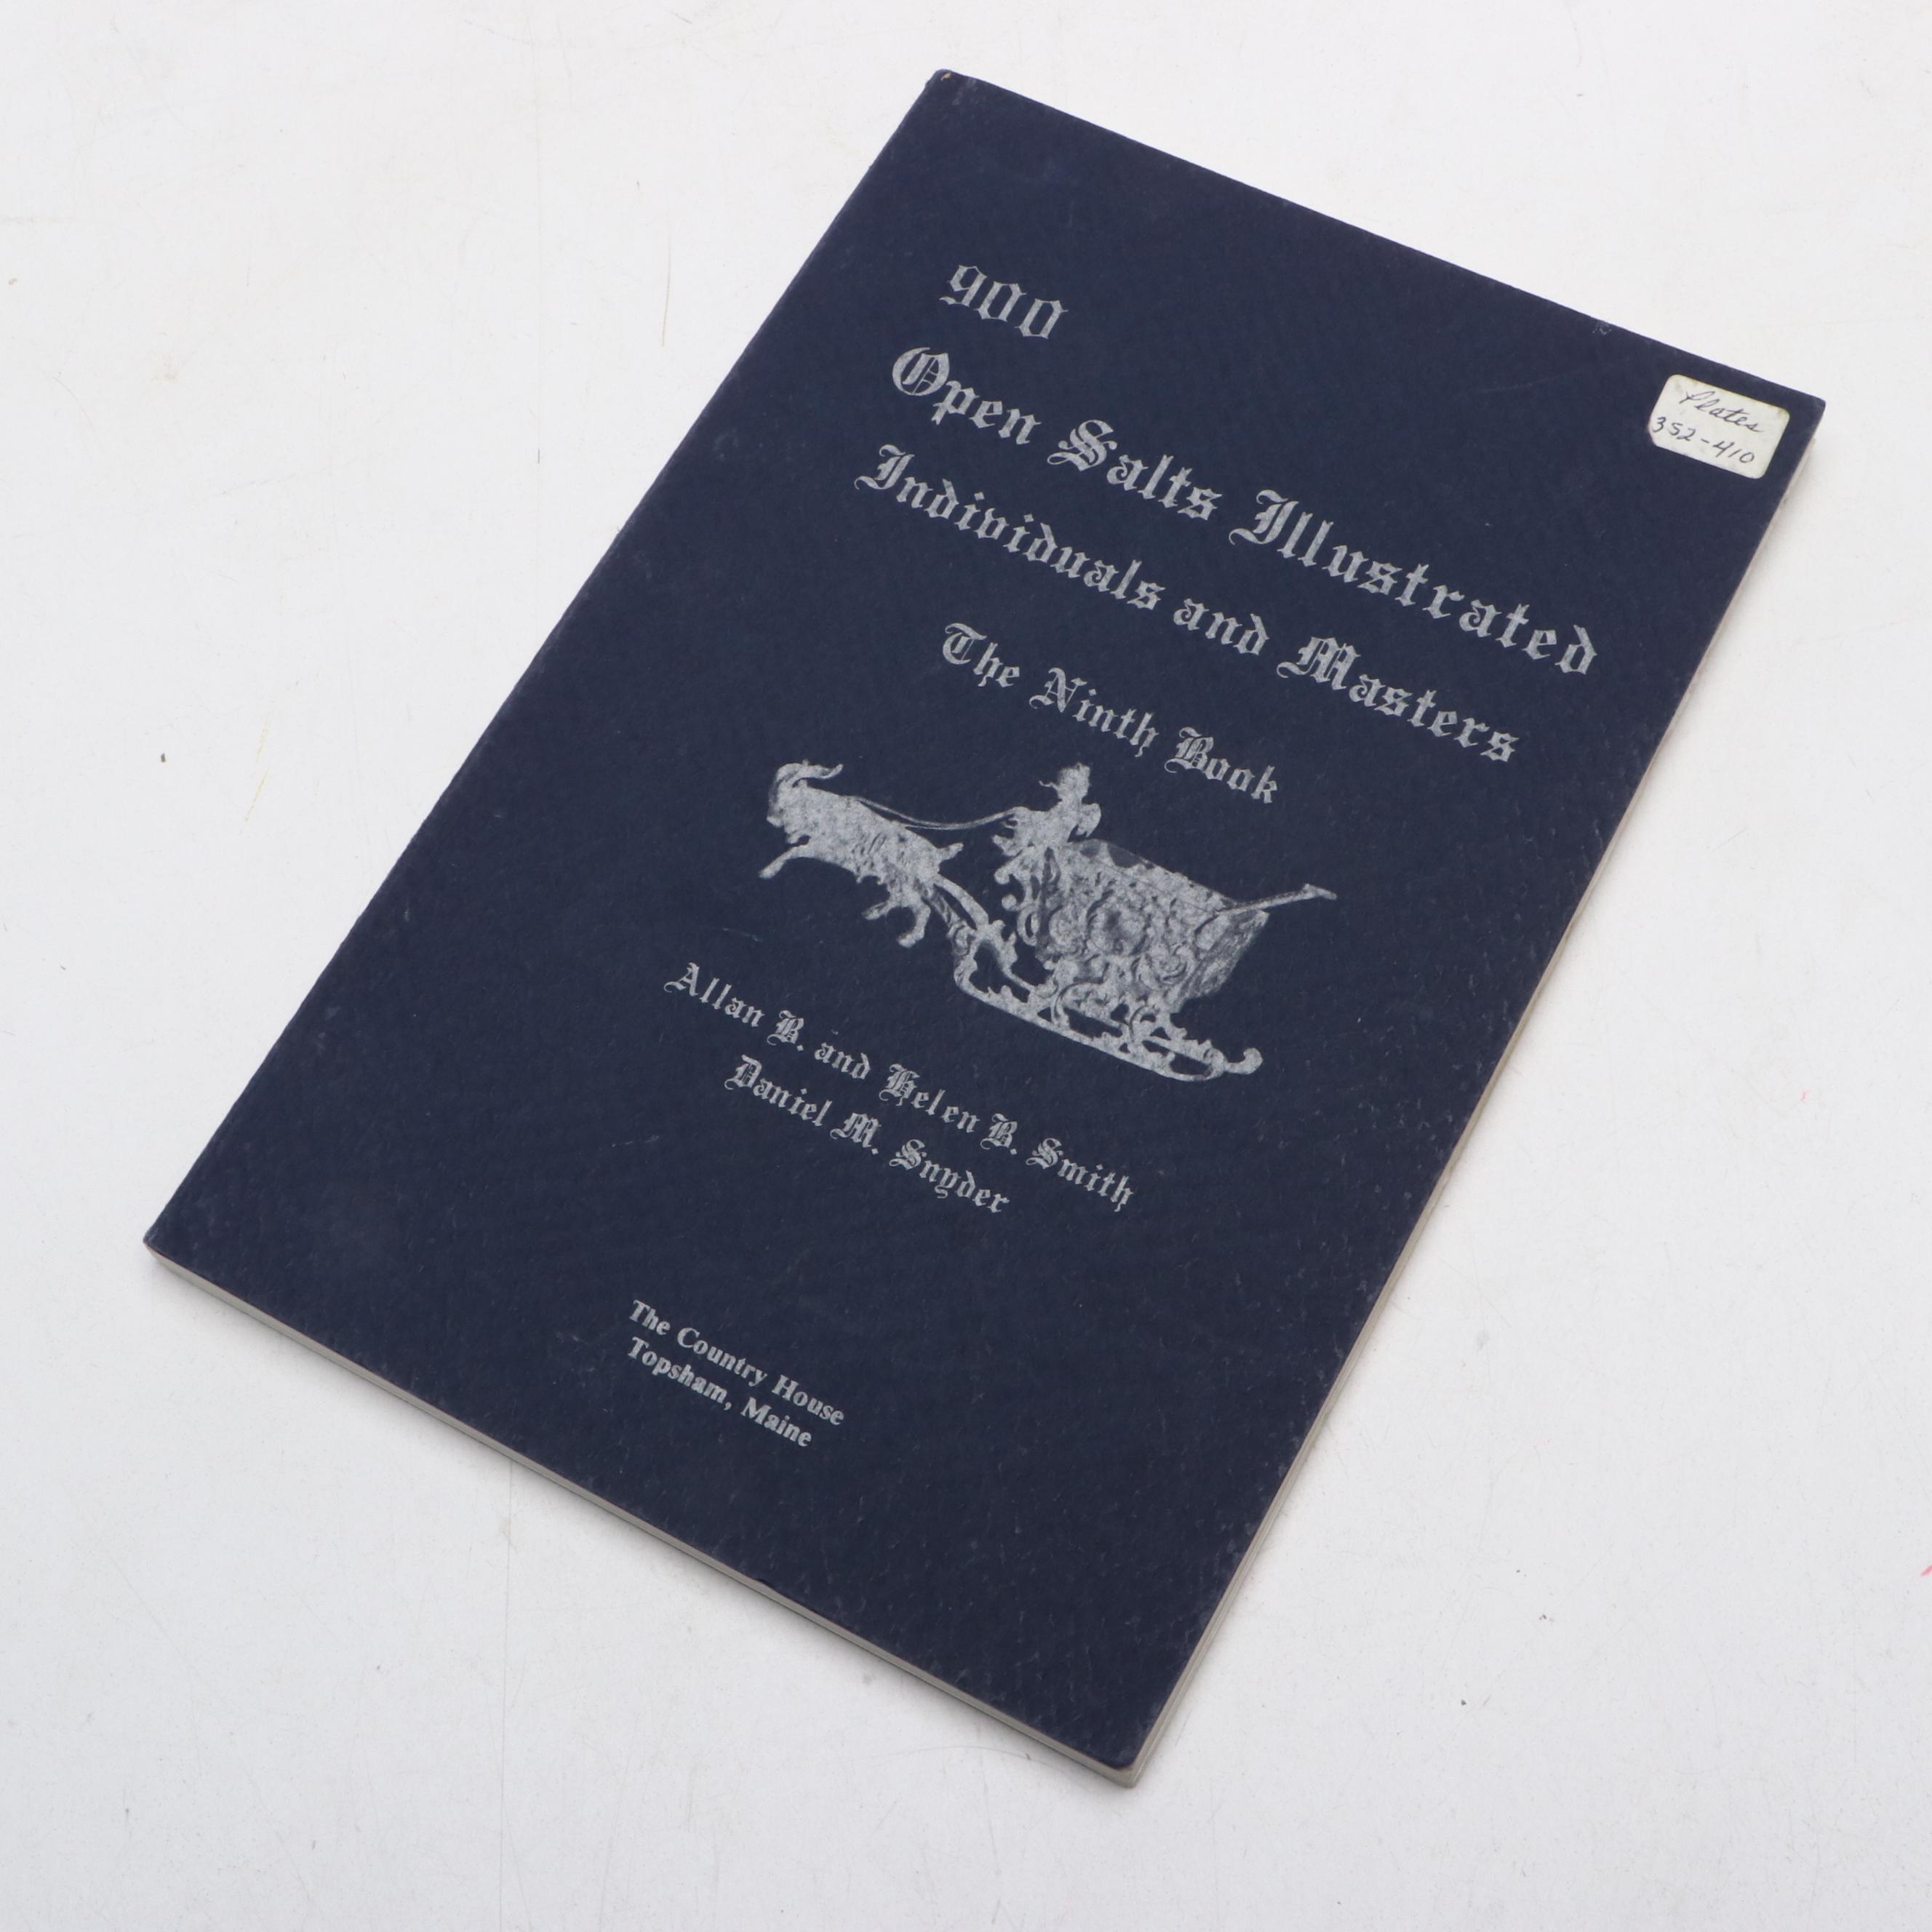 Plates
352-410
900
Open Salts Illustrated
Individuals and Masters
The Ninth Book
Allan B. and Helen B. Smith
Daniel M. Snyder
The Country House
Topsham, Maine